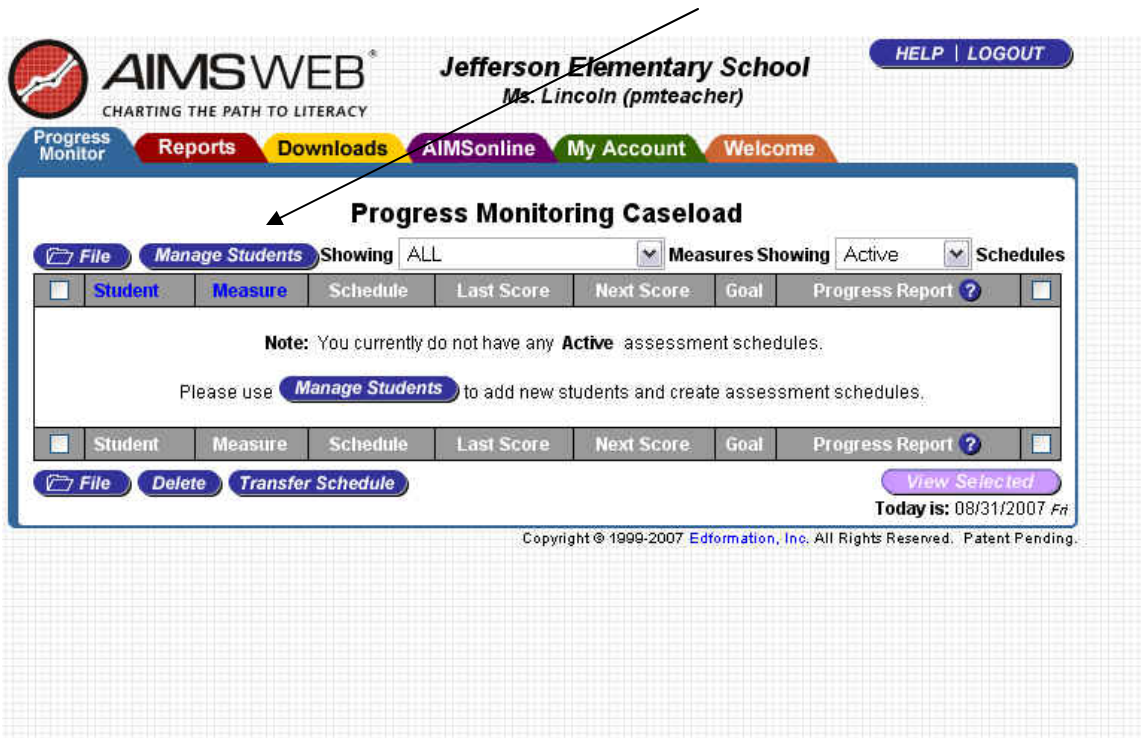 AIMSWEB®
CHARTING THE PATH TO LITERACY
Jefferson Elementary School
Ms. Lincoln (pmteacher)
HELP | LOGOUT
Progress Monitor Reports Downloads AIMSonline My Account Welcome
Progress Monitoring Caseload
File Manage Students Showing ALL Measures Showing Active Schedules
Student Measure Schedule Last Score Next Score Goal Progress Report ?
Note: You currently do not have any Active assessment schedules.
Please use Manage Students to add new students and create assessment schedules.
Student Measure Schedule Last Score Next Score Goal Progress Report ?
File Delete Transfer Schedule View Selected
Today is: 08/31/2007 Fri
Copyright © 1999-2007 Edformation, Inc. All Rights Reserved. Patent Pending.